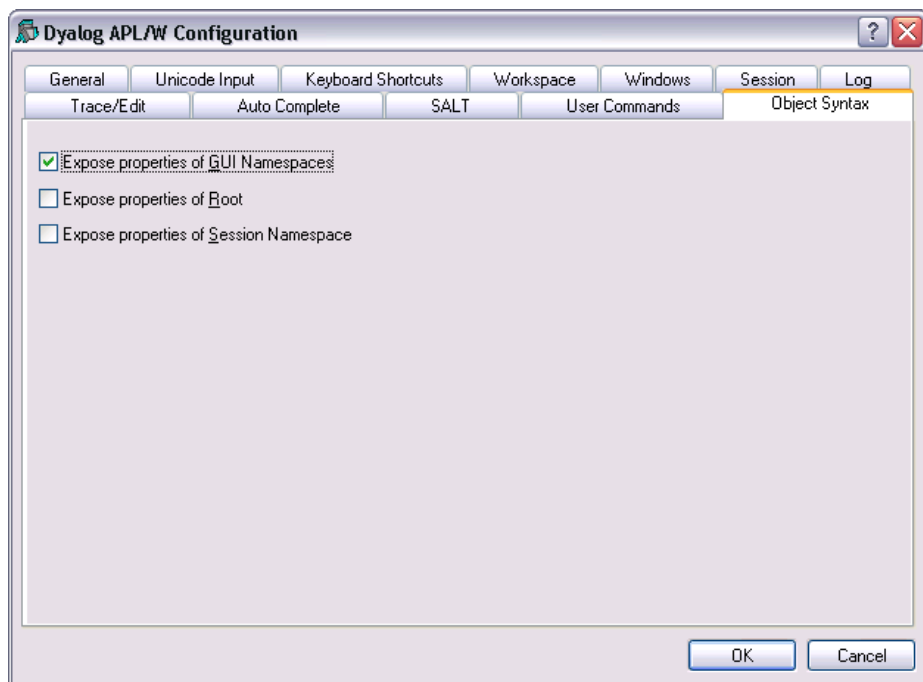 Dyalog APL/W Configuration
General Unicode Input Keyboard Shortcuts Workspace Windows Session Log
Trace/Edit Auto Complete SALT User Commands Object Syntax
Expose properties of GUI Namespaces
Expose properties of Root
Expose properties of Session Namespace
OK Cancel